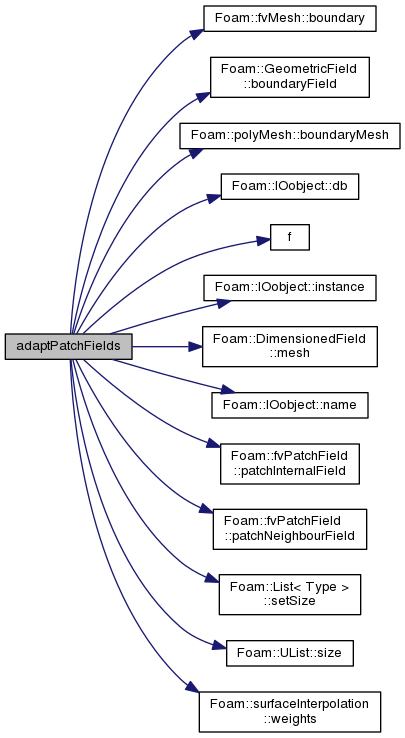 Foam::fvMesh::boundary
Foam::GeometricField
::boundaryField
Foam::polyMesh::boundaryMesh
Foam::IOobject::db
f
Foam::IOobject::instance
adaptPatchFields
Foam::DimensionedField
::mesh
Foam::IOobject::name
Foam::fvPatchField
::patchInternalField
Foam::fvPatchField
::patchNeighbourField
Foam::List< Type >
::setSize
Foam::UList::size
Foam::surfaceInterpolation
::weights